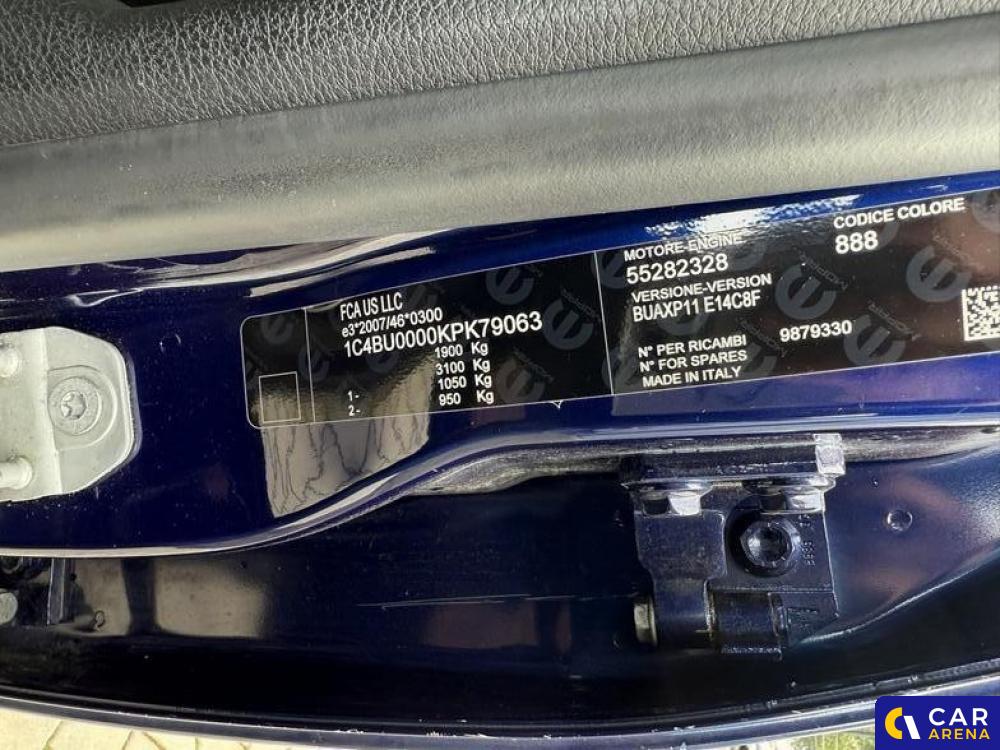 FCA US LLC
e3*2007/46*0300
1C4BU0000KPK79063
1900 Kg
3100 Kg
1- 1050 Kg
2- 950 Kg
MOTORE-ENGINE
55282328
VERSIONE-VERSION
BUAXP11 E14C8F
N° PER RICAMBI
N° FOR SPARES
9879330
MADE IN ITALY
CODICE COLORE
888
CAR
ARENA